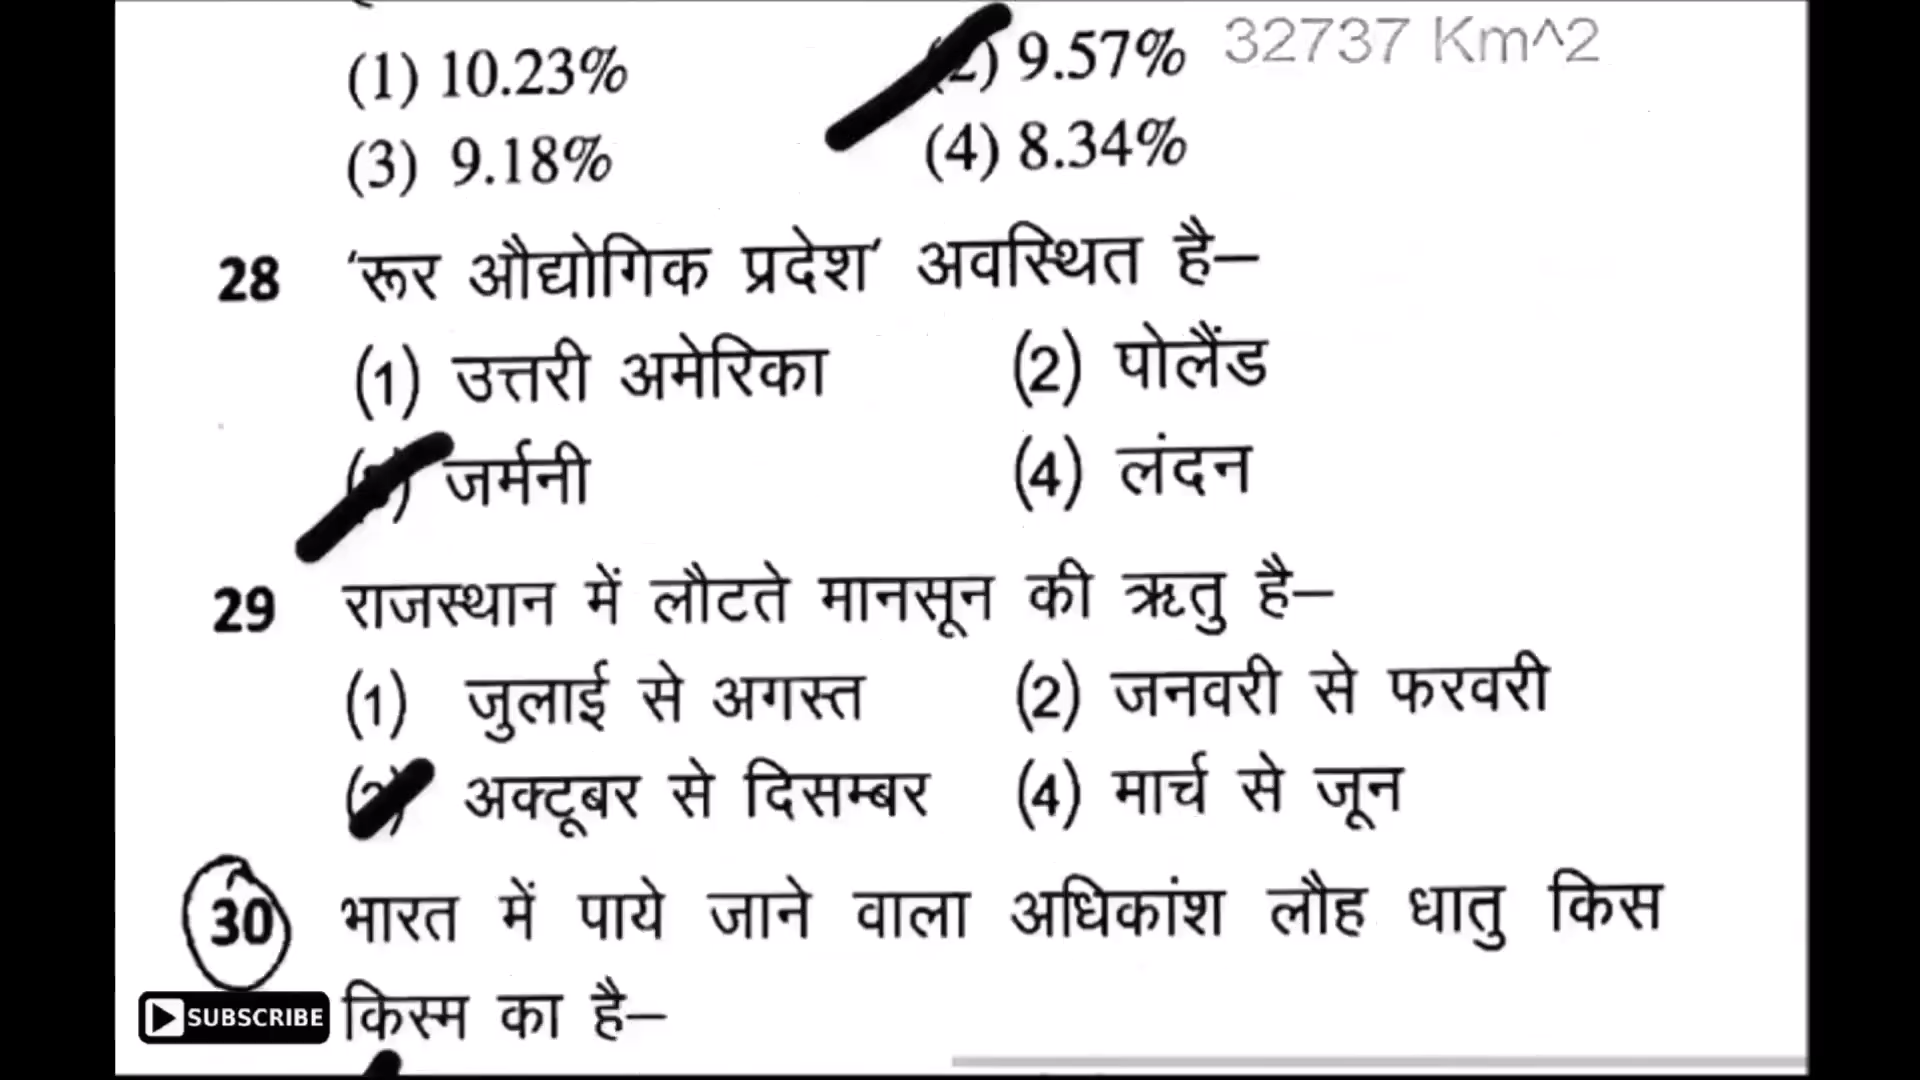 (1) 10.23% (2) 9.57% 32737 Km^2
(3) 9.18% (4) 8.34%
28 'रूर औद्योगिक प्रदेश' अवस्थित है–
(1) उत्तरी अमेरिका (2) पोलैंड
जर्मनी (4) लंदन
29 राजस्थान में लौटते मानसून की ऋतु है–
(1) जुलाई से अगस्त (2) जनवरी से फरवरी
अक्टूबर से दिसम्बर (4) मार्च से जून
30 भारत में पाये जाने वाला अधिकांश लौह धातु किस
SUBSCRIBE किस्म का है–